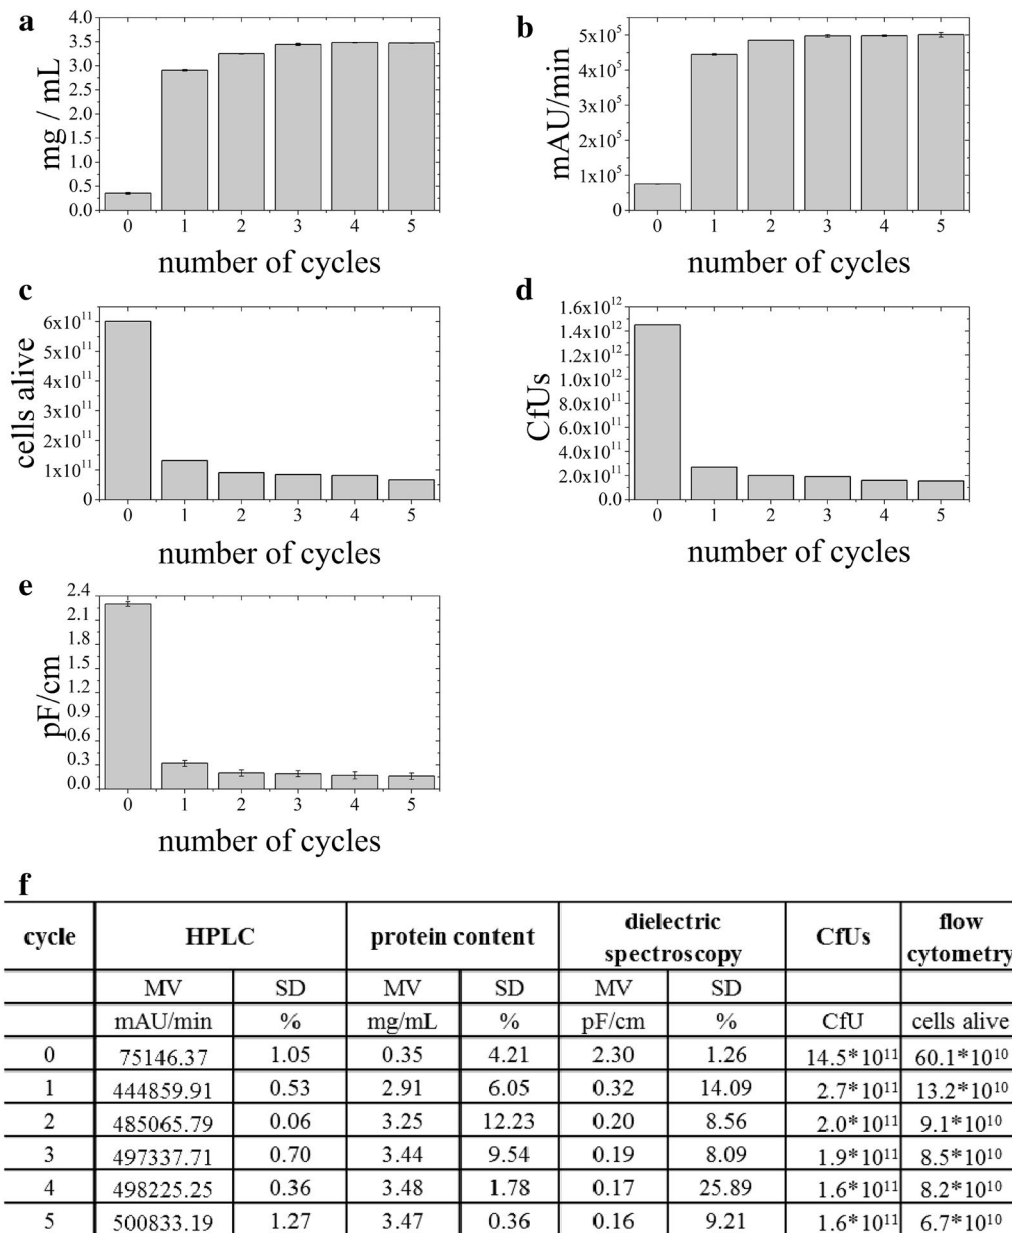 a
4.0
3.5
3.0
2.5
2.0
1.5
1.0
0.5
0.0
mg / mL
0 1 2 3 4 5
number of cycles
b
5x10⁵
4x10⁵
3x10⁵
2x10⁵
1x10⁵
0
mAU/min
0 1 2 3 4 5
number of cycles
c
6x10¹¹
5x10¹¹
4x10¹¹
3x10¹¹
2x10¹¹
1x10¹¹
0
cells alive
0 1 2 3 4 5
number of cycles
d
1.6x10¹²
1.4x10¹²
1.2x10¹²
1.0x10¹²
8.0x10¹¹
6.0x10¹¹
4.0x10¹¹
2.0x10¹¹
0.0
CfUs
0 1 2 3 4 5
number of cycles
e
2.4
2.1
1.8
1.5
1.2
0.9
0.6
0.3
0.0
pF/cm
0 1 2 3 4 5
number of cycles
f
cycle HPLC protein content dielectric spectroscopy CfUs flow cytometry
MV SD MV SD MV SD
mAU/min % mg/mL % pF/cm % CfU cells alive
0 75146.37 1.05 0.35 4.21 2.30 1.26 14.5*10¹¹ 60.1*10¹⁰
1 444859.91 0.53 2.91 6.05 0.32 14.09 2.7*10¹¹ 13.2*10¹⁰
2 485065.79 0.06 3.25 12.23 0.20 8.56 2.0*10¹¹ 9.1*10¹⁰
3 497337.71 0.70 3.44 9.54 0.19 8.09 1.9*10¹¹ 8.5*10¹⁰
4 498225.25 0.36 3.48 1.78 0.17 25.89 1.6*10¹¹ 8.2*10¹⁰
5 500833.19 1.27 3.47 0.36 0.16 9.21 1.6*10¹¹ 6.7*10¹⁰